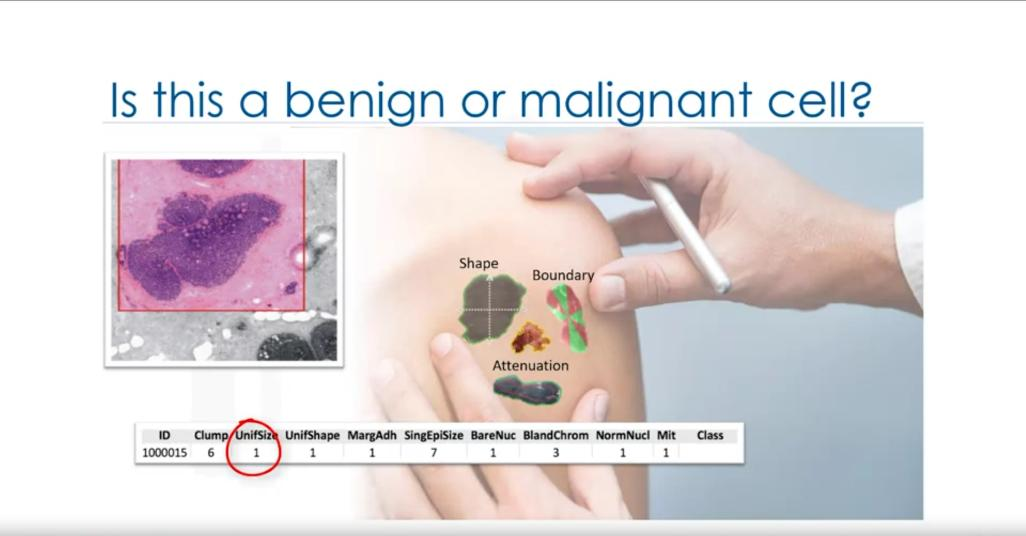 Is this a benign or malignant cell?
Shape
Boundary
Attenuation
ID Clump UnifSize UnifShape MargAdh SingEpiSize BareNuc BlandChrom NormNucl Mit Class
1000015 6 1 1 1 7 1 3 1 1